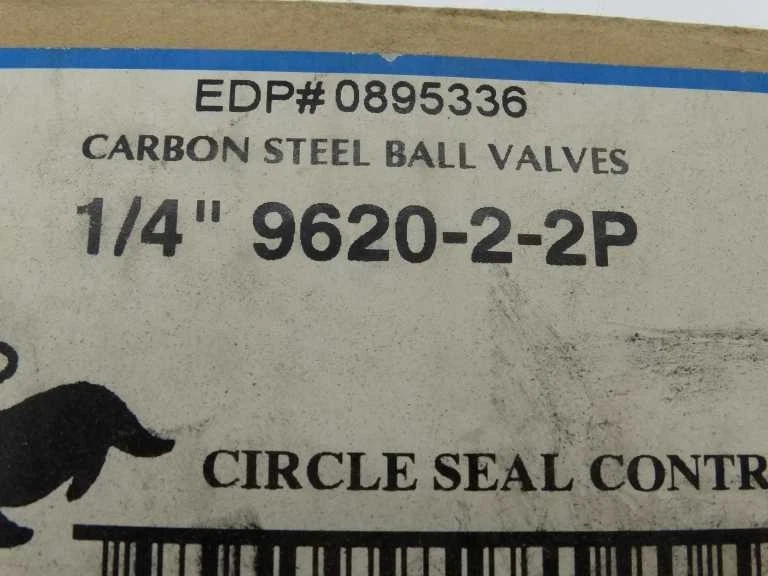 EDP# 0895336
CARBON STEEL BALL VALVES
1/4" 9620-2-2P
CIRCLE SEAL CONTR